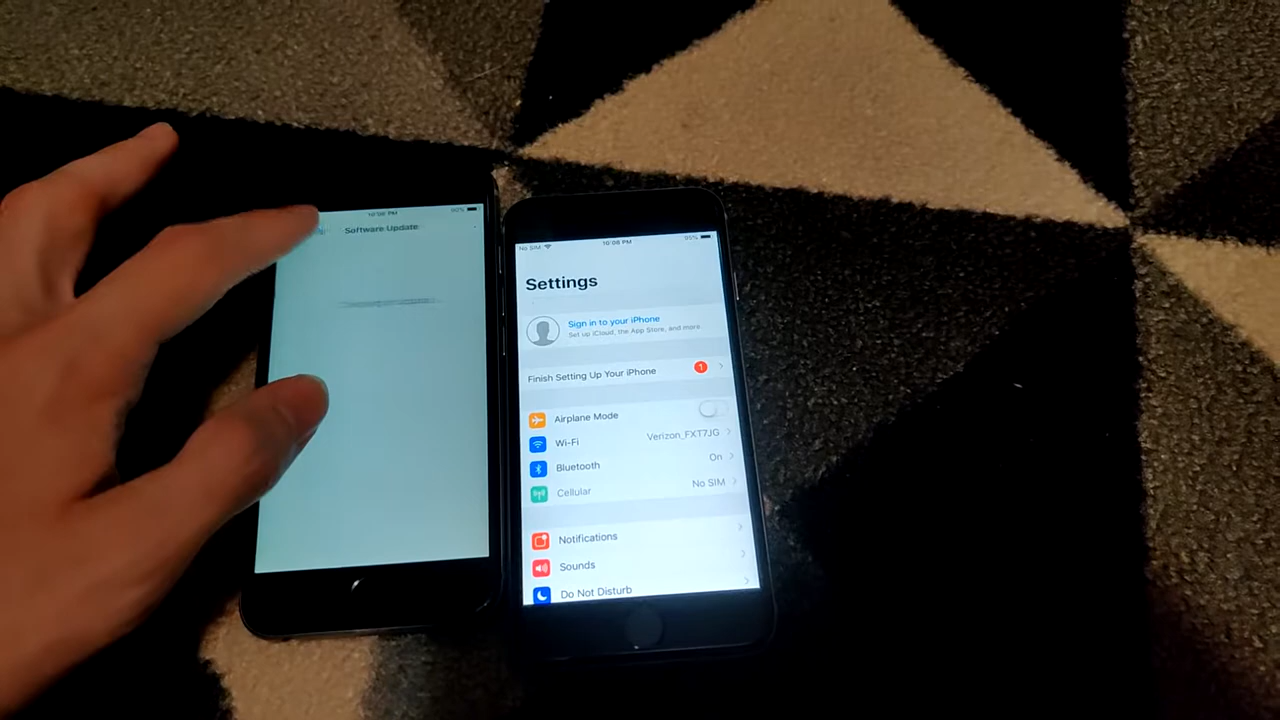 10:06 PM
Software Update
No SIM
10:06 PM
95%
Settings
Sign in to your iPhone
Set up iCloud, the App Store, and more.
Finish Setting Up Your iPhone
1
Airplane Mode
Wi-Fi
Verizon_FXT7JG
Bluetooth
On
Cellular
No SIM
Notifications
Sounds
Do Not Disturb